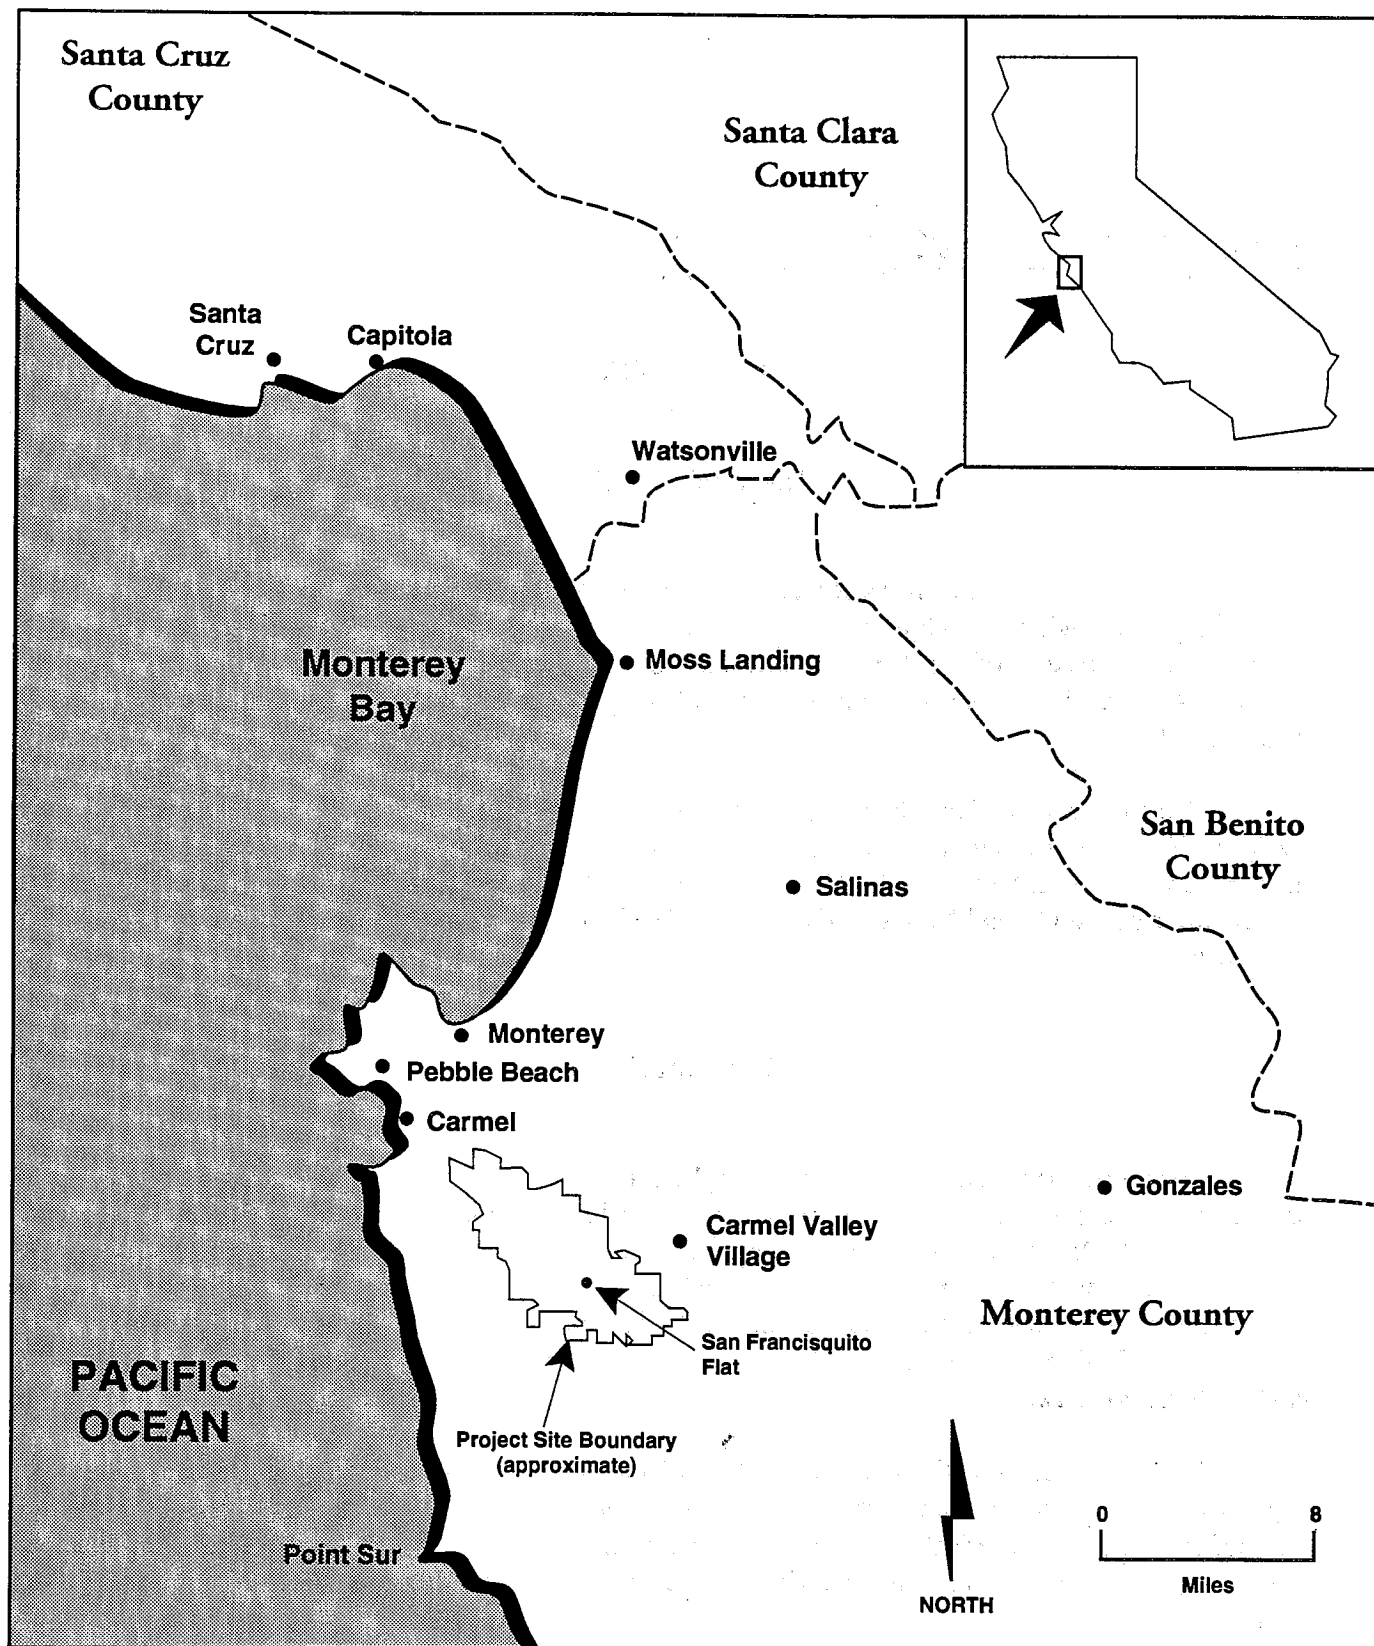 Santa Cruz
County
Santa Clara
County
Santa
Cruz
Capitola
Watsonville
Moss Landing
Monterey
Bay
San Benito
County
Salinas
Monterey
Pebble Beach
Carmel
Gonzales
Carmel Valley
Village
Monterey County
San Francisquito
Flat
PACIFIC
OCEAN
Project Site Boundary
(approximate)
Point Sur
0 8
Miles
NORTH